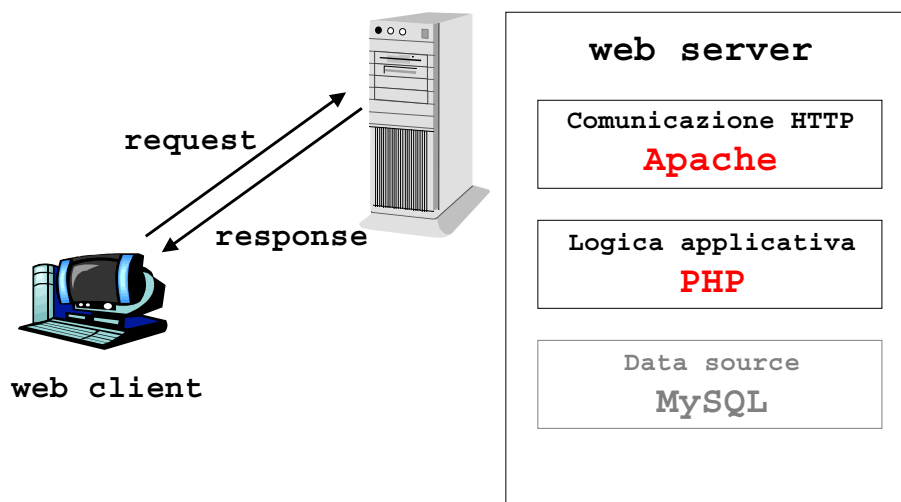 web server
Comunicazione HTTP
Apache
request
response
Logica applicativa
PHP
Data source
MySQL
web client